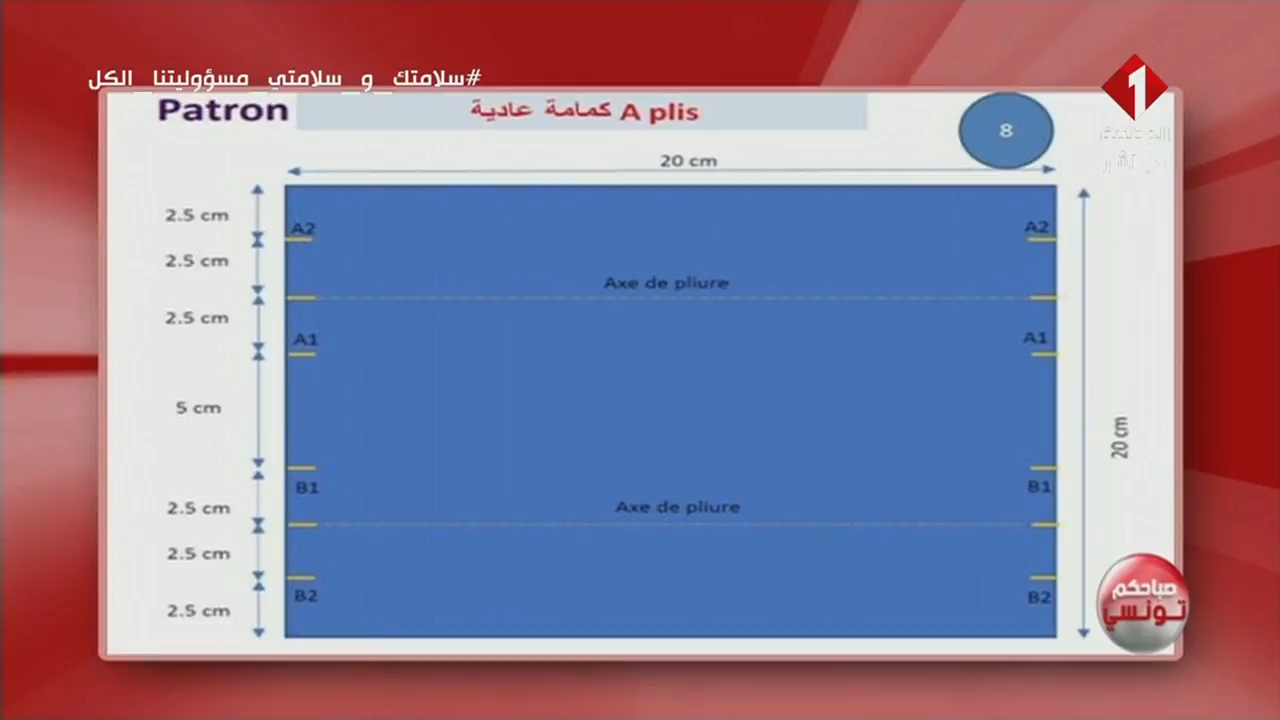 #سلامتك_و_سلامتي_مسؤوليتنا_الكل
1
Patron
كمامة عادية A plis
8
20 cm
2.5 cm
A2
A2
2.5 cm
Axe de pliure
2.5 cm
A1
A1
5 cm
20 cm
B1
B1
2.5 cm
Axe de pliure
2.5 cm
B2
B2
2.5 cm
صباحكم
تونسي